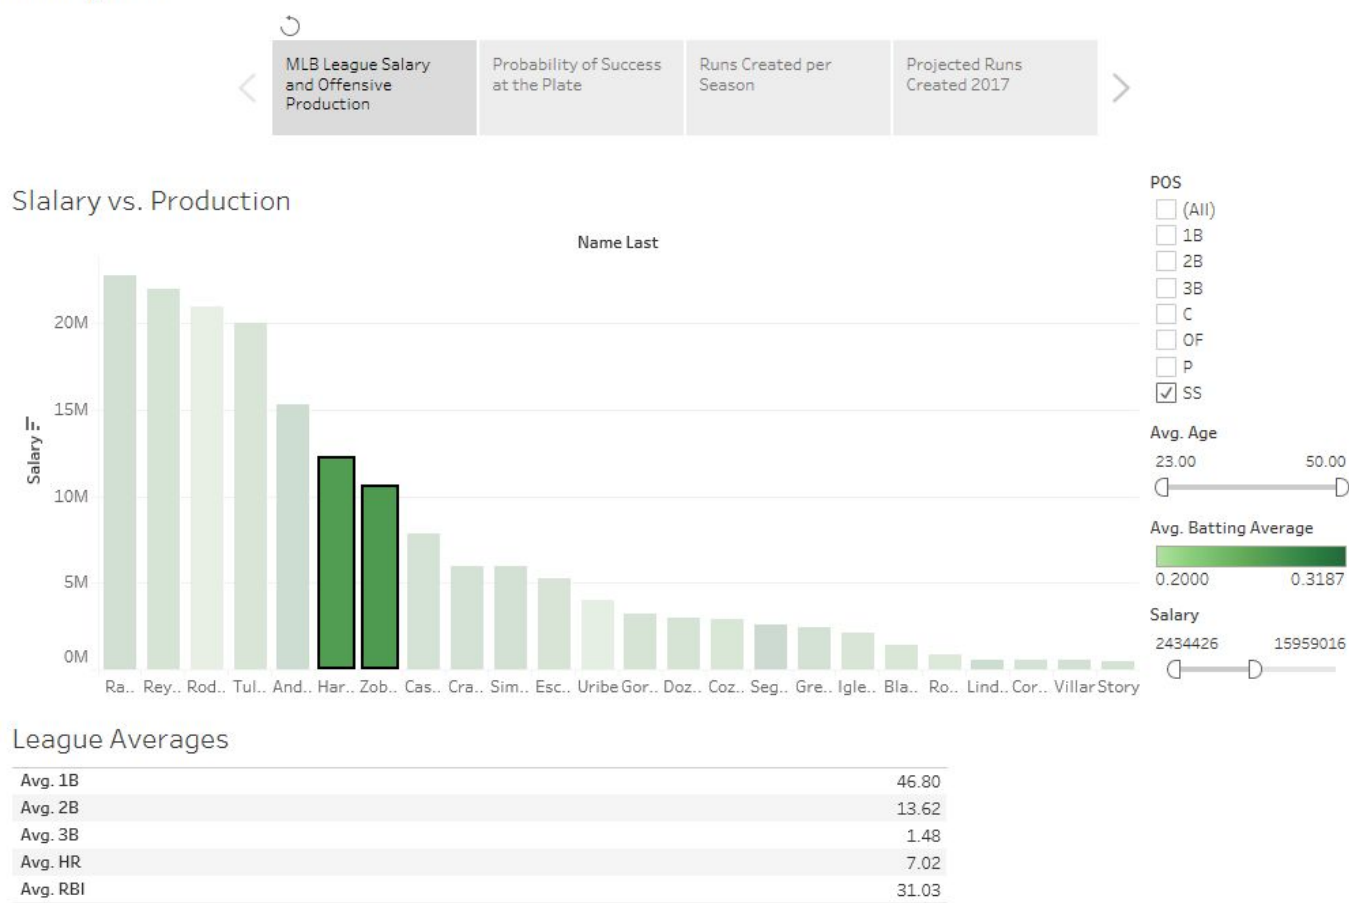 MLB League Salary
and Offensive
Production
Probability of Success
at the Plate
Runs Created per
Season
Projected Runs
Created 2017
Slalary vs. Production
Name Last
Salary
20M
15M
10M
5M
0M
Ra.. Rey.. Rod.. Tul.. And.. Har.. Zob.. Cas.. Cra.. Sim.. Esc.. Uribe Gor.. Doz.. Coz.. Seg.. Gre.. Igle.. Bla.. Ro.. Lind.. Cor.. Villar Story
POS
(All)
1B
2B
3B
C
OF
P
SS
Avg. Age
23.00 50.00
Avg. Batting Average
0.2000 0.3187
Salary
2434426 15959016
League Averages
Avg. 1B 46.80
Avg. 2B 13.62
Avg. 3B 1.48
Avg. HR 7.02
Avg. RBI 31.03